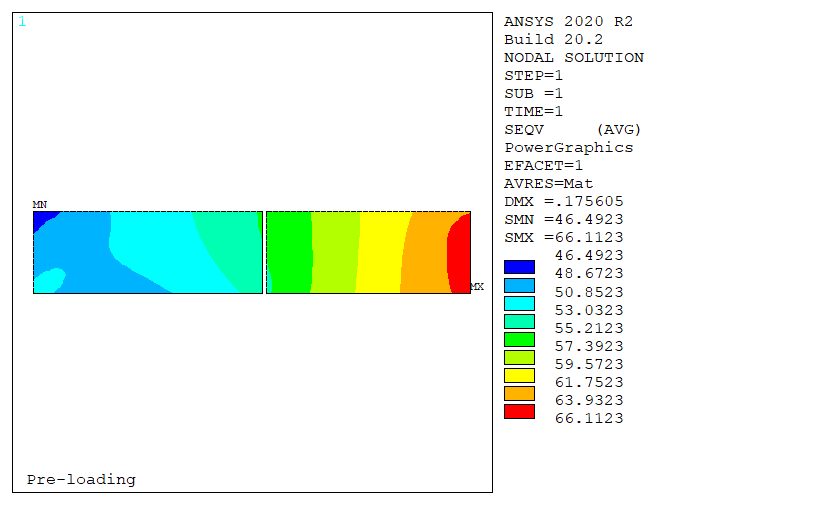 1
ANSYS 2020 R2
Build 20.2
NODAL SOLUTION
STEP=1
SUB =1
TIME=1
SEQV     (AVG)
PowerGraphics
EFACET=1
AVRES=Mat
DMX =.175605
SMN =46.4923
SMX =66.1123
46.4923
48.6723
50.8523
53.0323
55.2123
57.3923
59.5723
61.7523
63.9323
66.1123
MN
MX
Pre-loading